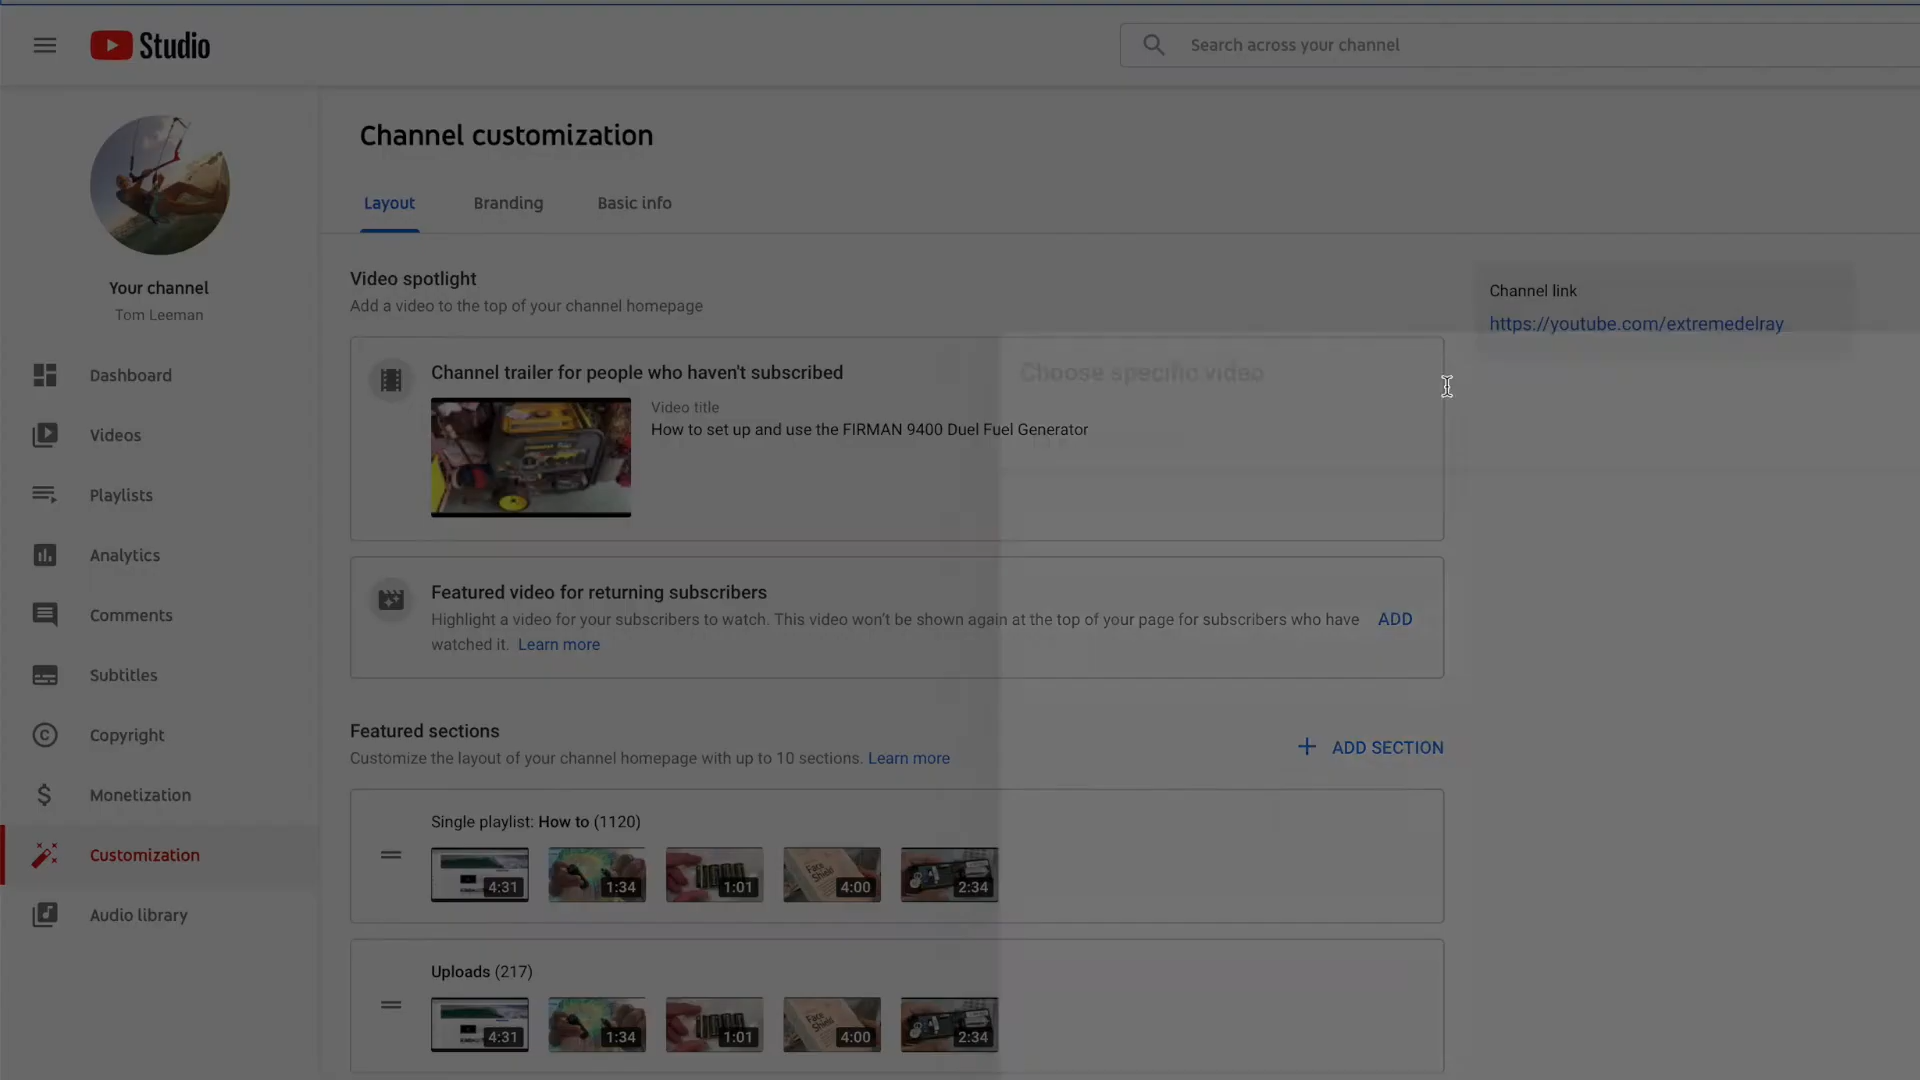 Studio
Search across your channel
Channel customization
Layout
Branding
Basic info
Your channel
Tom Leeman
Dashboard
Videos
Playlists
Analytics
Comments
Subtitles
Copyright
Monetization
Customization
Audio library
Video spotlight
Add a video to the top of your channel homepage
Channel trailer for people who haven't subscribed
Choose specific video
Video title
How to set up and use the FIRMAN 9400 Duel Fuel Generator
Featured video for returning subscribers
Highlight a video for your subscribers to watch. This video won't be shown again at the top of your page for subscribers who have
watched it. Learn more
ADD
Featured sections
Customize the layout of your channel homepage with up to 10 sections. Learn more
ADD SECTION
Single playlist: How to (1120)
4:31
1:34
1:01
Face
Shield
4:00
2:34
Uploads (217)
4:31
1:34
1:01
Face
Shield
4:00
2:34
Channel link
https://youtube.com/extremedelray